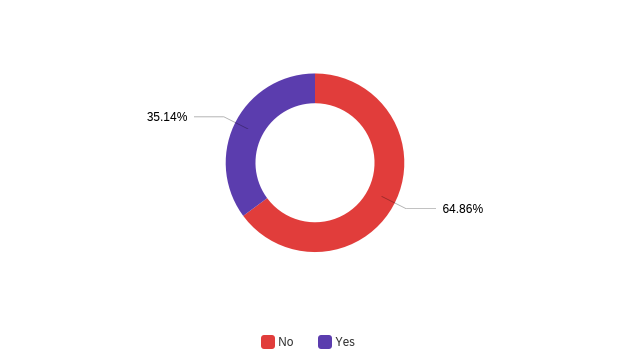 35.14%
64.86%
No
Yes